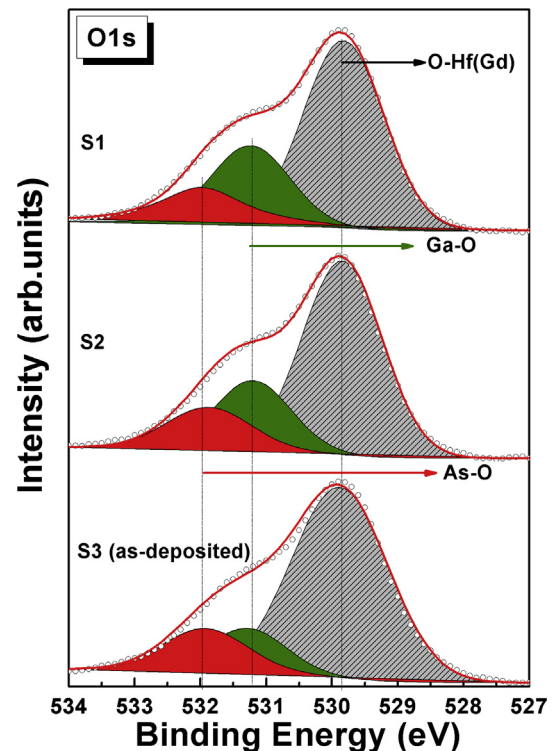 O1s
O-Hf(Gd)
S1
Ga-O
S2
As-O
S3 (as-deposited)
Intensity (arb.units)
534 533 532 531 530 529 528 527
Binding Energy (eV)